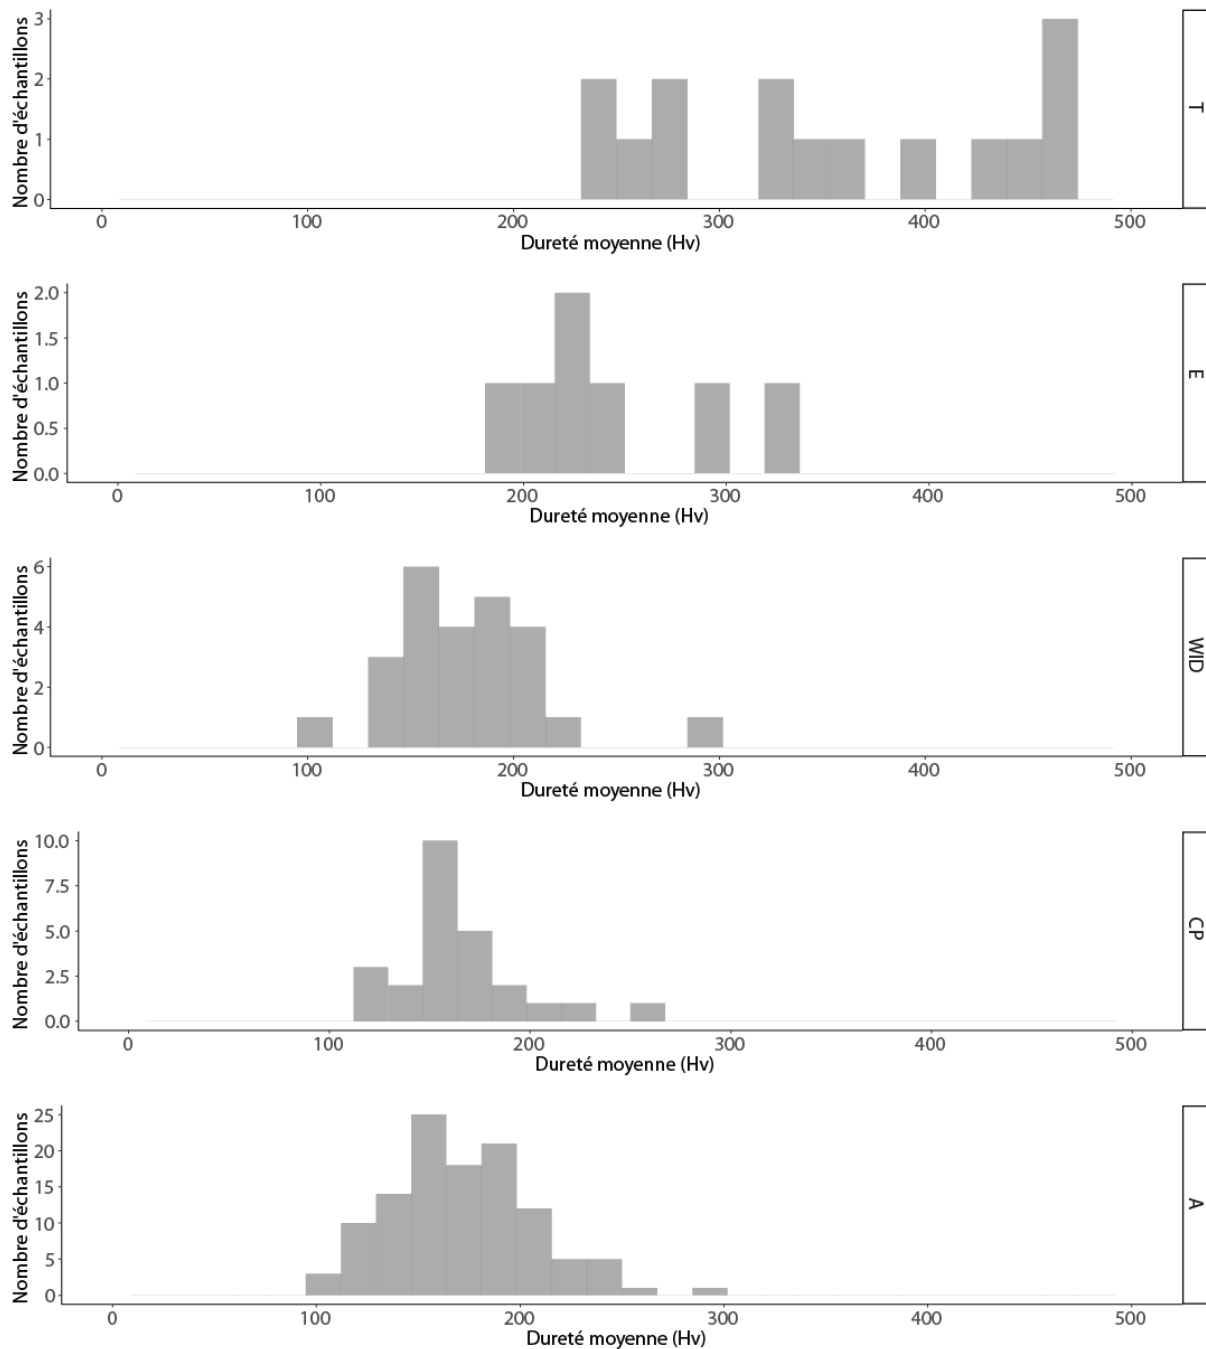 3
2
1
0
Nombre d'échantillons
0 100 200 300 400 500
Dureté moyenne (Hv)
T
2.0
1.5
1.0
0.5
0.0
Nombre d'échantillons
0 100 200 300 400 500
Dureté moyenne (Hv)
E
6
4
2
0
Nombre d'échantillons
0 100 200 300 400 500
Dureté moyenne (Hv)
WID
10.0
7.5
5.0
2.5
0.0
Nombre d'échantillons
0 100 200 300 400 500
Dureté moyenne (Hv)
CP
25
20
15
10
5
0
Nombre d'échantillons
0 100 200 300 400 500
Dureté moyenne (Hv)
A